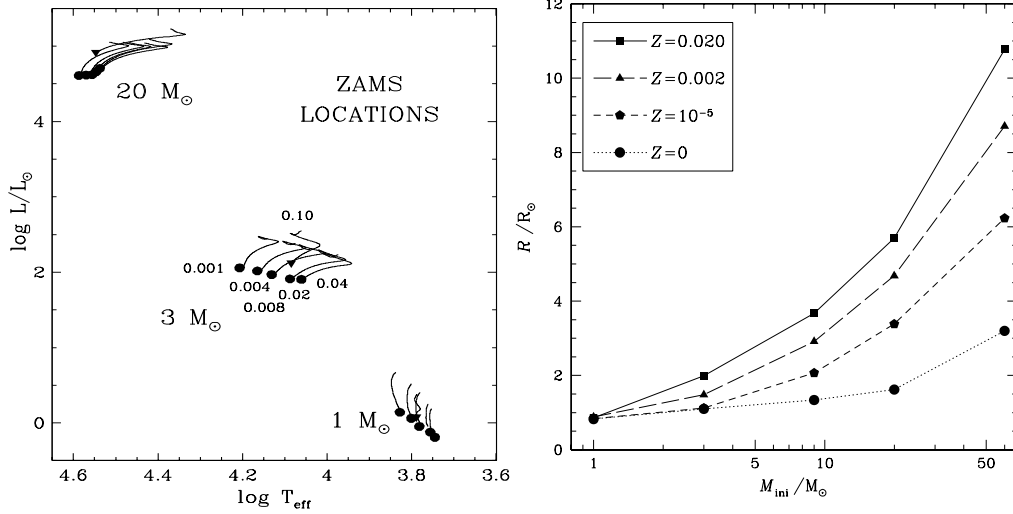 20 M⊙
ZAMS
LOCATIONS
4
log L/L⊙
0.10
0.001
0.004
0.008
0.02
0.04
2
3 M⊙
1 M⊙
0
4.6
4.4
4.2
4
3.8
3.6
log T_eff
12
10
8
6
4
2
0
R/R⊙
Z=0.020
Z=0.002
Z=10⁻⁵
Z=0
1
5
10
50
M_ini/M⊙